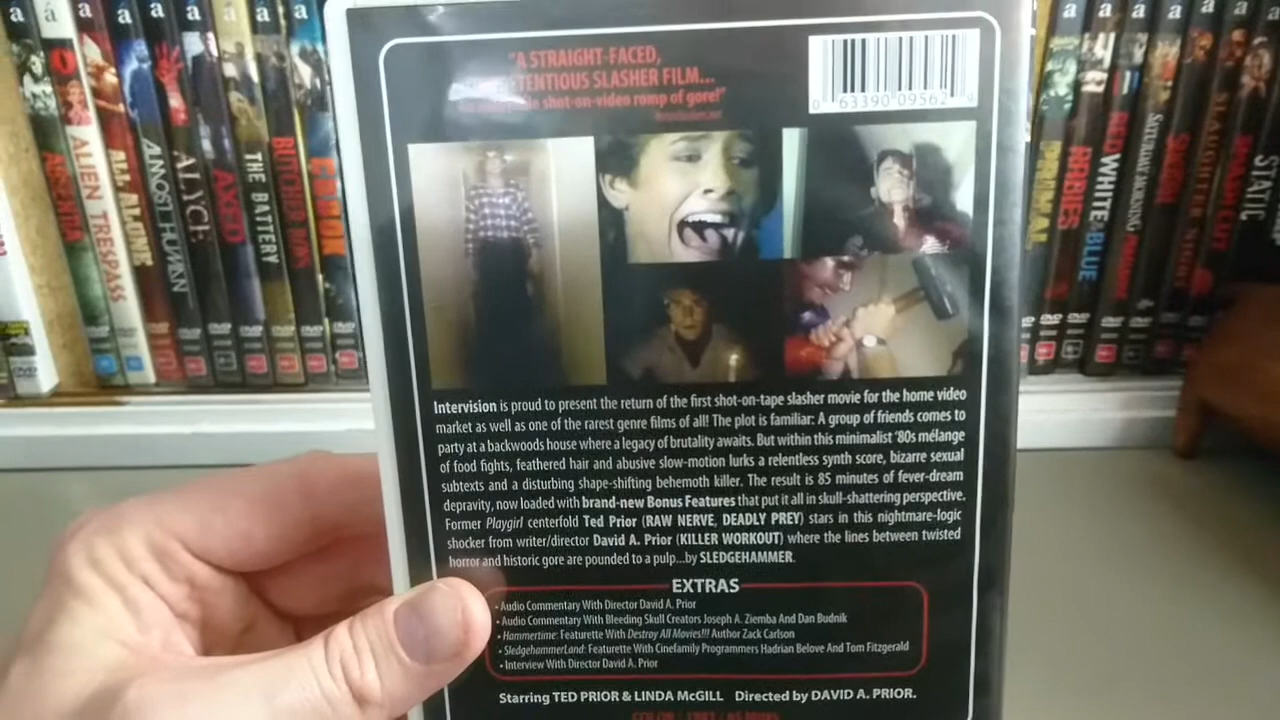 "A STRAIGHT-FACED,
TENTIOUS SLASHER FILM...
shot-on-video romp of gore!"
0 63390 09562 9
Intervision is proud to present the return of the first shot-on-tape slasher movie for the home video
market as well as one of the rarest genre films of all! The plot is familiar: A group of friends comes to
party at a backwoods house where a legacy of brutality awaits. But within this minimalist '80s mélange
of food fights, feathered hair and abusive slow-motion lurks a relentless synth score, bizarre sexual
subtexts and a disturbing shape-shifting behemoth killer. The result is 85 minutes of fever-dream
depravity, now loaded with brand-new Bonus Features that put it all in skull-shattering perspective.
Former Playgirl centerfold Ted Prior (RAW NERVE, DEADLY PREY) stars in this nightmare-logic
shocker from writer/director David A. Prior (KILLER WORKOUT) where the lines between twisted
horror and historic gore are pounded to a pulp...by SLEDGEHAMMER.
EXTRAS
• Audio Commentary With Director David A. Prior
• Audio Commentary With Bleeding Skull Creators Joseph A. Ziemba And Dan Budnik
• Hammertime: Featurette With Destroy All Movies!!! Author Zack Carlson
• SledgehammerLand: Featurette With Cinefamily Programmers Hadrian Belove And Tom Fitzgerald
• Interview With Director David A. Prior
Starring TED PRIOR & LINDA McGILL Directed by DAVID A. PRIOR.
ABSENTIA
ALIEN TRESPASS
ALL ALONE
ALMOST HUMAN
ALYCE
AXED
THE BATTERY
BUTCHER
RABIES
RED WHITE & BLUE
SATURDAY MORNING
STATIC